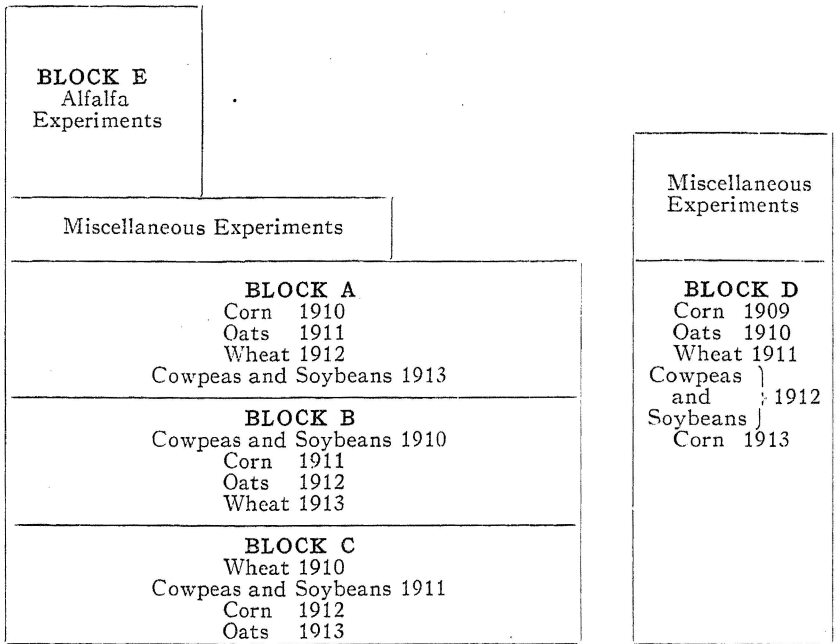 BLOCK E
Alfalfa
Experiments
Miscellaneous Experiments
BLOCK A
Corn 1910
Oats 1911
Wheat 1912
Cowpeas and Soybeans 1913
BLOCK B
Cowpeas and Soybeans 1910
Corn 1911
Oats 1912
Wheat 1913
BLOCK C
Wheat 1910
Cowpeas and Soybeans 1911
Corn 1912
Oats 1913
Miscellaneous
Experiments
BLOCK D
Corn 1909
Oats 1910
Wheat 1911
Cowpeas
and } 1912
Soybeans
Corn 1913